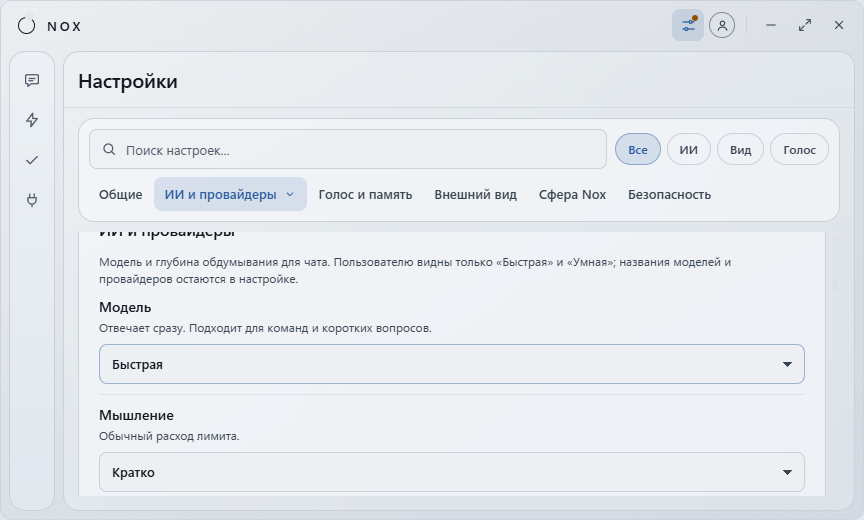 NOX
Настройки
Поиск настроек...
Все
ИИ
Вид
Голос
Общие
ИИ и провайдеры
Голос и память
Внешний вид
Сфера Nox
Безопасность
ИИ и провайдеры
Модель и глубина обдумывания для чата. Пользователю видны только «Быстрая» и «Умная»; названия моделей и
провайдеров остаются в настройке.
Модель
Отвечает сразу. Подходит для команд и коротких вопросов.
Быстрая
Мышление
Обычный расход лимита.
Кратко